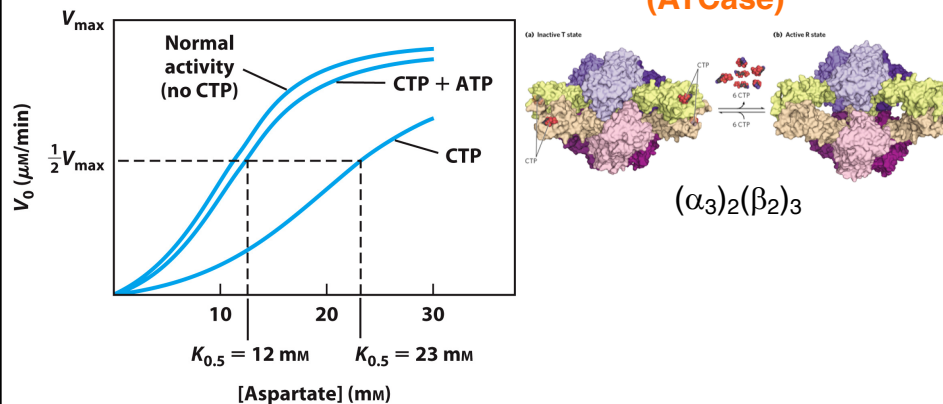 (ATCase)
Vmax
Normal
activity
(no CTP)
CTP + ATP
CTP
½Vmax
V0 (μM/min)
10 20 30
K0.5 = 12 mM K0.5 = 23 mM
[Aspartate] (mM)
(a) Inactive T state
(b) Active R state
CTP
6 CTP
6 CTP
CTP
(α3)2(β2)3